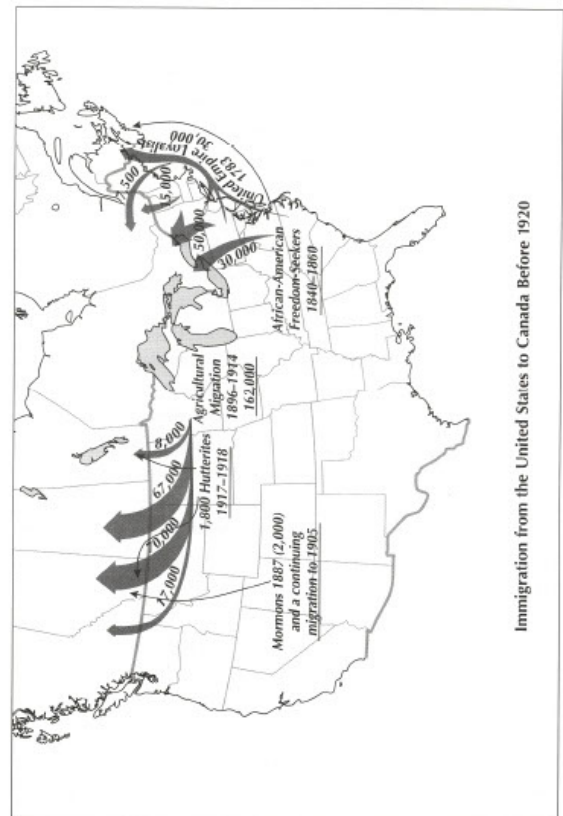 500
15,000
50,000
30,000
United Empire Loyalists
1783
30,000
African-American
Freedom-Seekers
1840–1860
Agricultural
Migration
1896–1914
162,000
8,000
67,000
70,000
17,000
1,800 Hutterites
1917–1918
Mormons 1887 (2,000)
and a continuing
migration to 1905
Immigration from the United States to Canada Before 1920